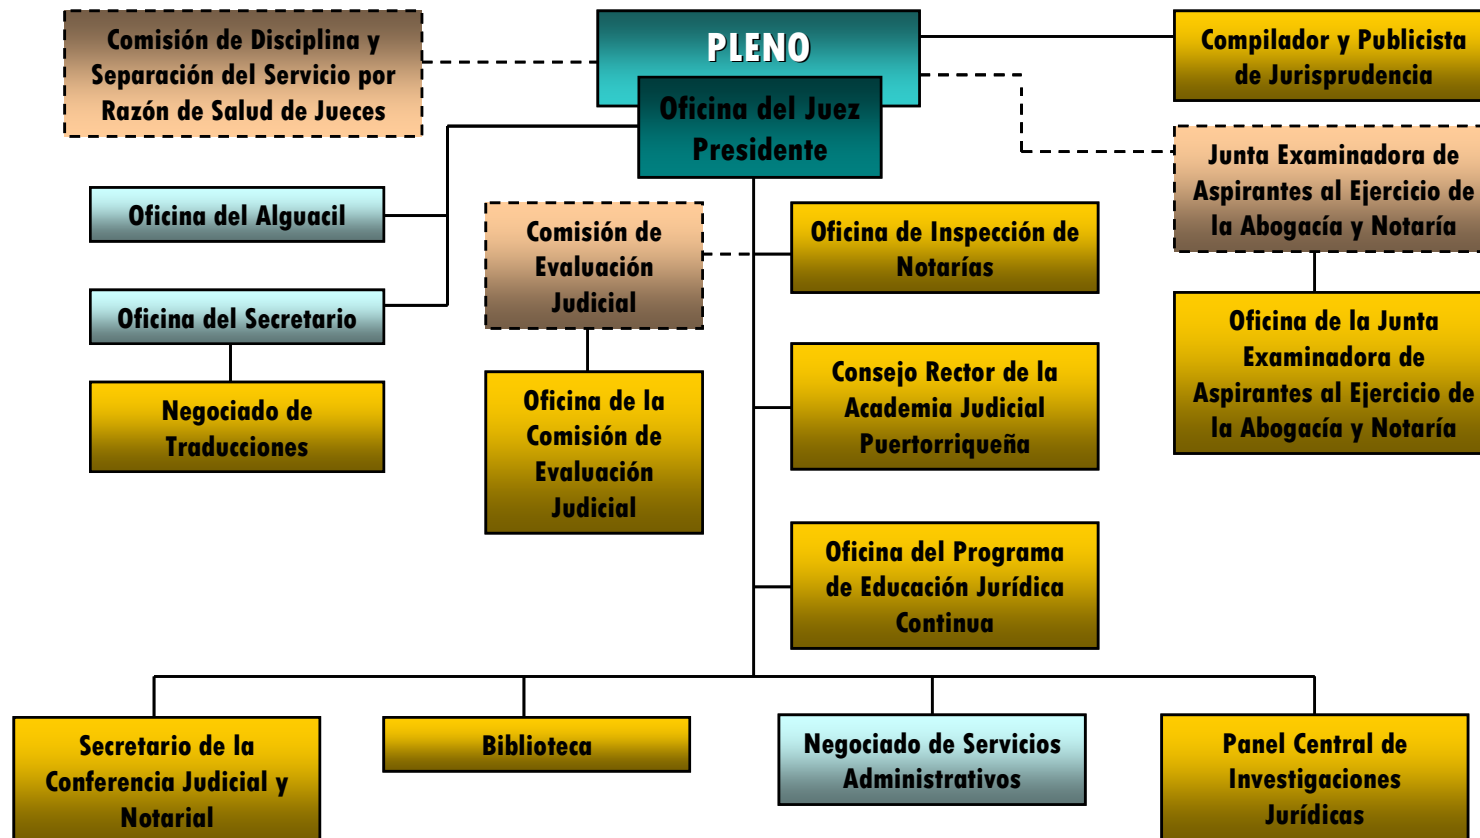 Comisión de Disciplina y
Separación del Servicio por
Razón de Salud de Jueces
PLENO
Oficina del Juez
Presidente
Compilador y Publicista
de Jurisprudencia
Junta Examinadora de
Aspirantes al Ejercicio de
la Abogacía y Notaría
Oficina del Alguacil
Comisión de
Evaluación
Judicial
Oficina de Inspección de
Notarías
Oficina del Secretario
Oficina de la Junta
Examinadora de
Aspirantes al Ejercicio de
la Abogacía y Notaría
Negociado de
Traducciones
Oficina de la
Comisión de
Evaluación
Judicial
Consejo Rector de la
Academia Judicial
Puertorriqueña
Oficina del Programa
de Educación Jurídica
Continua
Secretario de la
Conferencia Judicial y
Notarial
Biblioteca
Negociado de Servicios
Administrativos
Panel Central de
Investigaciones
Jurídicas